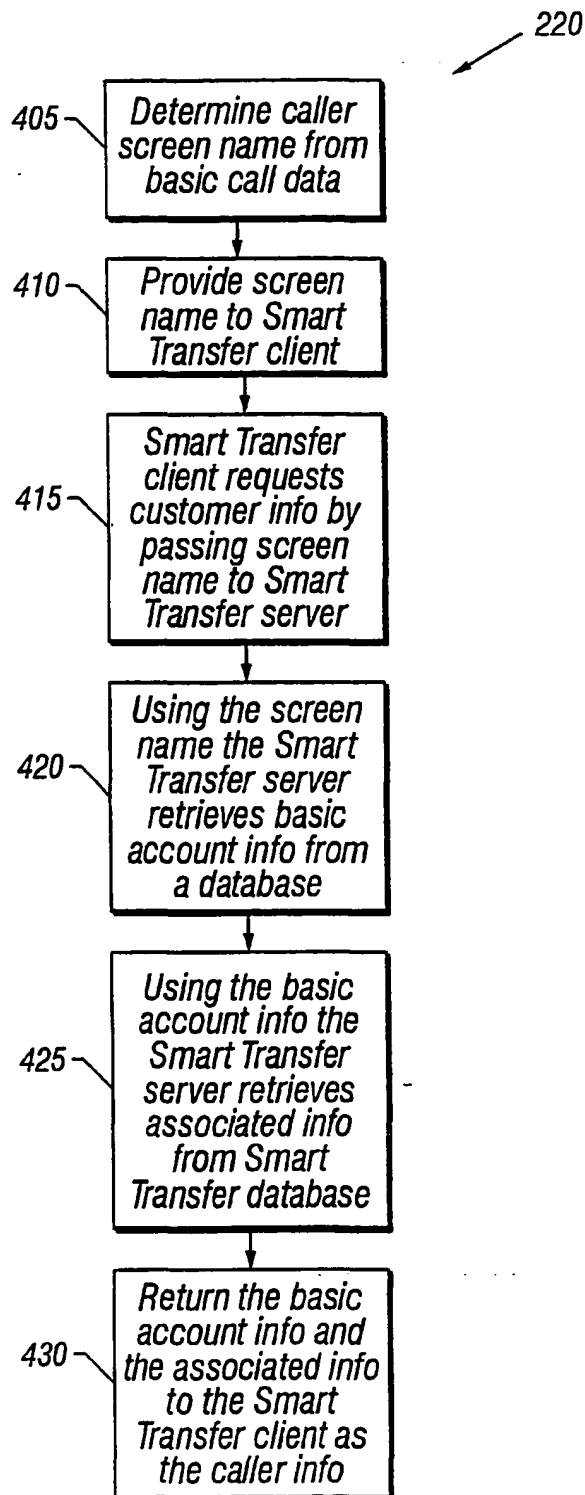 220
405
Determine caller
screen name from
basic call data
410
Provide screen
name to Smart
Transfer client
415
Smart Transfer
client requests
customer info by
passing screen
name to Smart
Transfer server
420
Using the screen
name the Smart
Transfer server
retrieves basic
account info from
a database
425
Using the basic
account info the
Smart Transfer
server retrieves
associated info
from Smart
Transfer database
430
Return the basic
account info and
the associated info
to the Smart
Transfer client as
the caller info